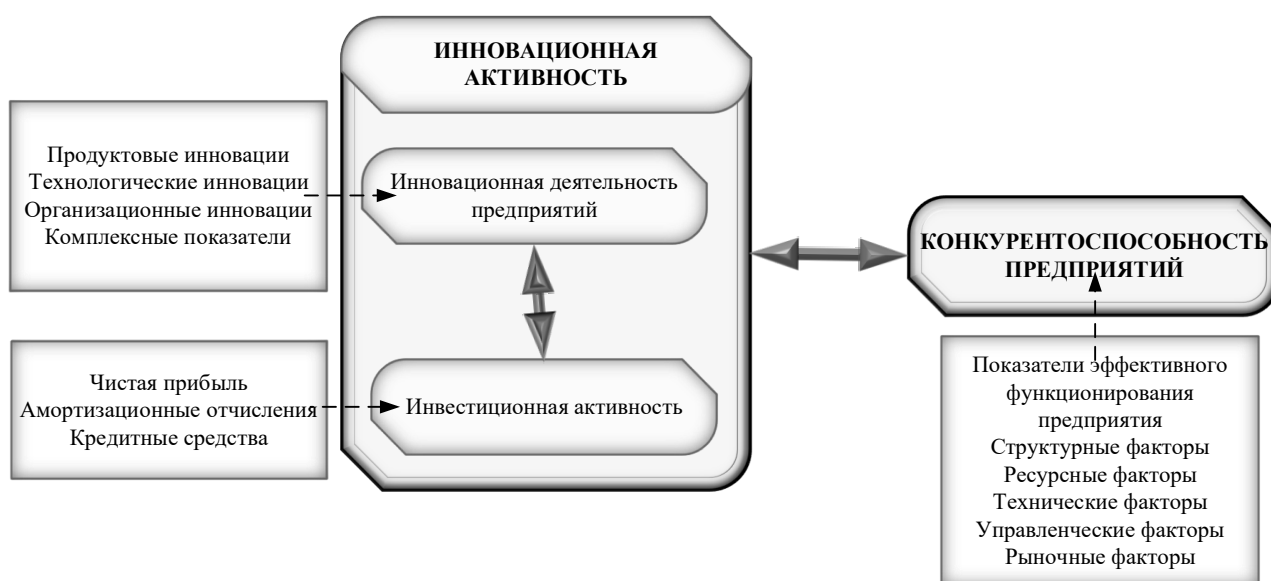 ИННОВАЦИОННАЯ
АКТИВНОСТЬ
Продуктовые инновации
Технологические инновации
Организационные инновации
Комплексные показатели
Инновационная деятельность
предприятий
КОНКУРЕНТОСПОСОБНОСТЬ
ПРЕДПРИЯТИЙ
Чистая прибыль
Амортизационные отчисления
Кредитные средства
Инвестиционная активность
Показатели эффективного
функционирования
предприятия
Структурные факторы
Ресурсные факторы
Технические факторы
Управленческие факторы
Рыночные факторы